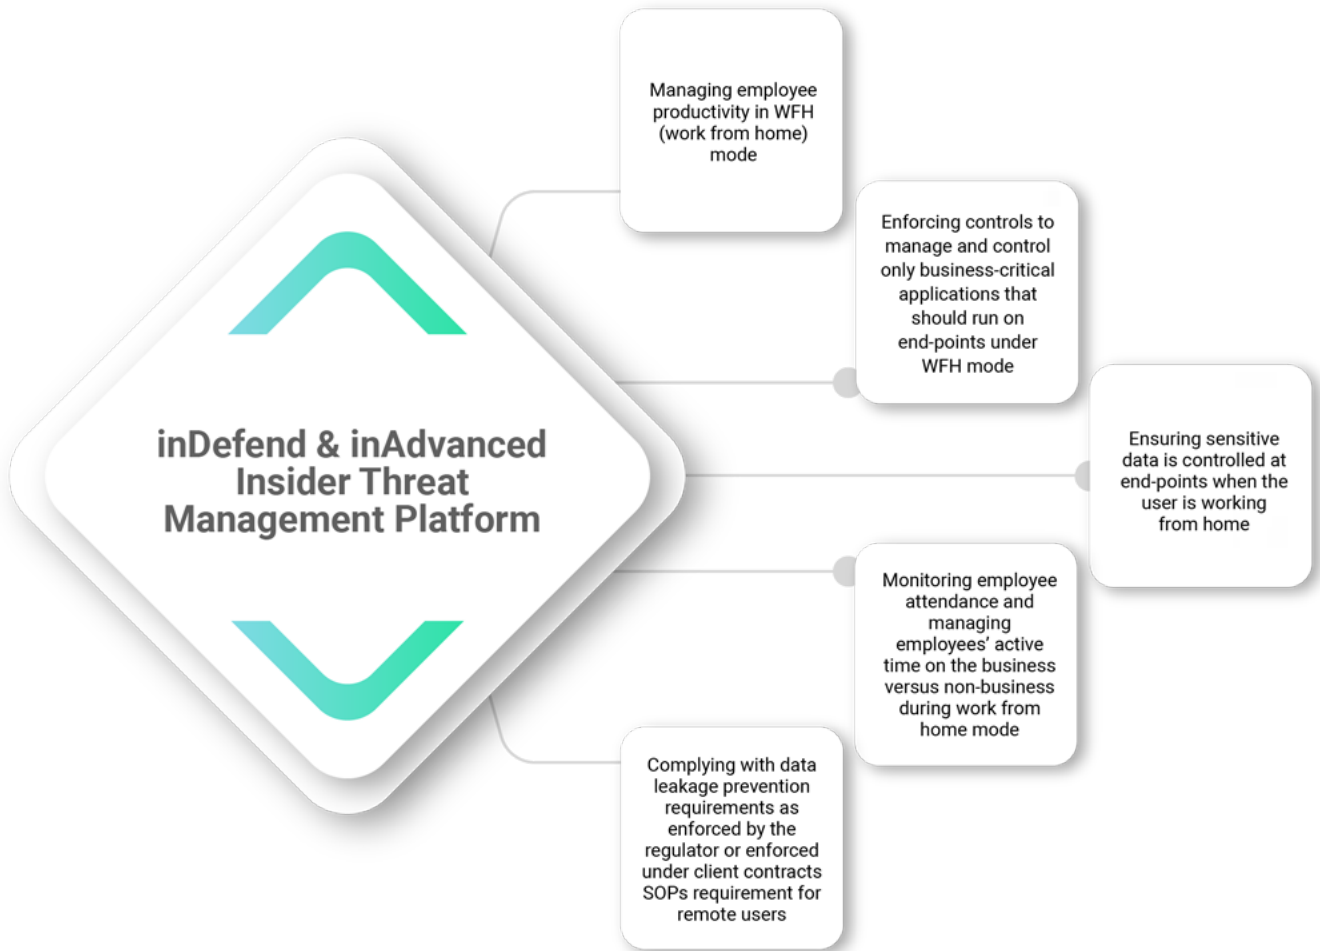 Managing employee
productivity in WFH
(work from home)
mode
Enforcing controls to
manage and control
only business-critical
applications that
should run on
end-points under
WFH mode
inDefend & inAdvanced
Insider Threat
Management Platform
Ensuring sensitive
data is controlled at
end-points when the
user is working
from home
Monitoring employee
attendance and
managing
employees’ active
time on the business
versus non-business
during work from
home mode
Complying with data
leakage prevention
requirements as
enforced by the
regulator or enforced
under client contracts
SOPs requirement for
remote users